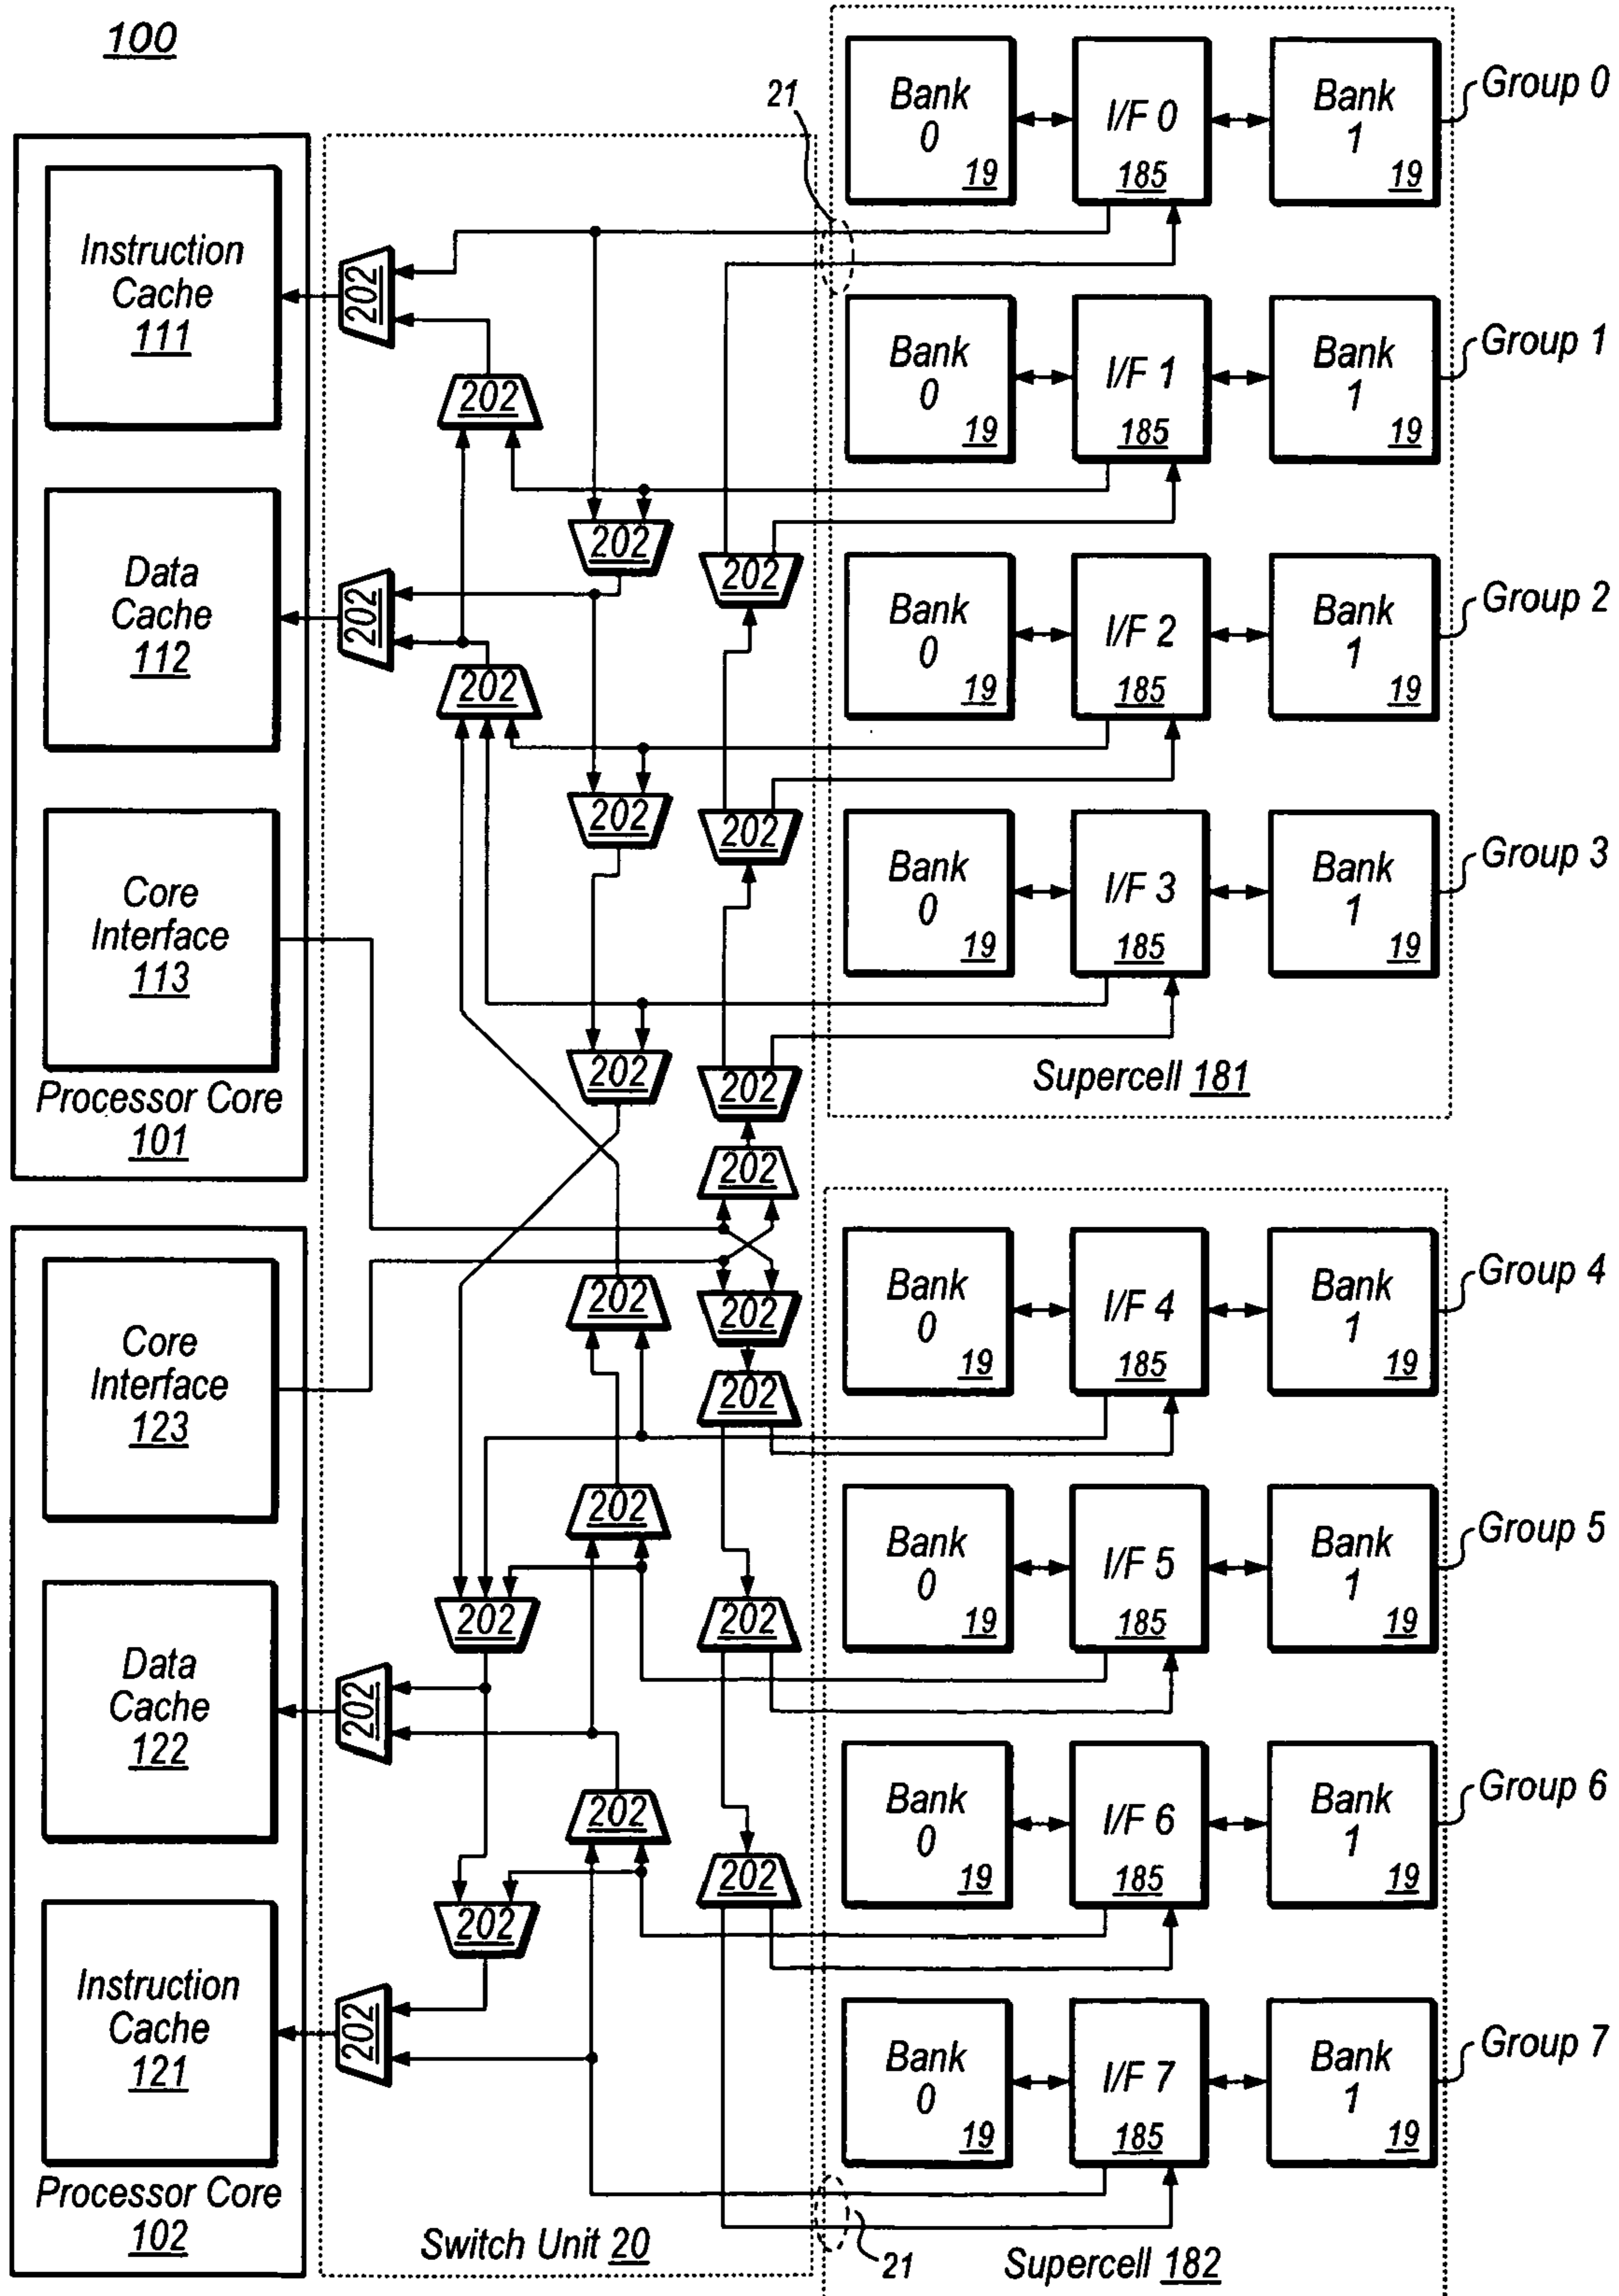 100
21
Bank
0
19
I/F 0
185
Bank
1
19
Group 0
Instruction
Cache
111
202
202
Bank
0
19
I/F 1
185
Bank
1
19
Group 1
Data
Cache
112
202
202
202
202
Bank
0
19
I/F 2
185
Bank
1
19
Group 2
Core
Interface
113
202
202
Bank
0
19
I/F 3
185
Bank
1
19
Group 3
Processor Core
101
202
202
202
Supercell 181
Core
Interface
123
202
202
202
Bank
0
19
I/F 4
185
Bank
1
19
Group 4
202
Bank
0
19
I/F 5
185
Bank
1
19
Group 5
Data
Cache
122
202
202
202
202
Bank
0
19
I/F 6
185
Bank
1
19
Group 6
Instruction
Cache
121
202
202
202
Bank
0
19
I/F 7
185
Bank
1
19
Group 7
Processor Core
102
Switch Unit 20
21
Supercell 182